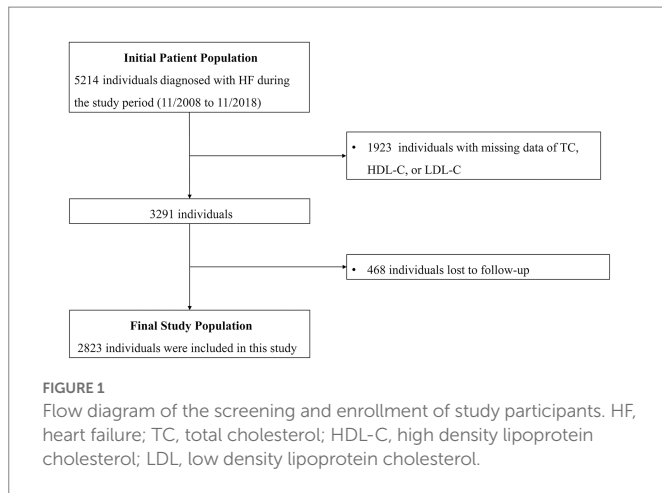 Initial Patient Population
5214 individuals diagnosed with HF during
the study period (11/2008 to 11/2018)
• 1923 individuals with missing data of TC,
HDL-C, or LDL-C
3291 individuals
• 468 individuals lost to follow-up
Final Study Population
2823 individuals were included in this study
FIGURE 1
Flow diagram of the screening and enrollment of study participants. HF,
heart failure; TC, total cholesterol; HDL-C, high density lipoprotein
cholesterol; LDL, low density lipoprotein cholesterol.